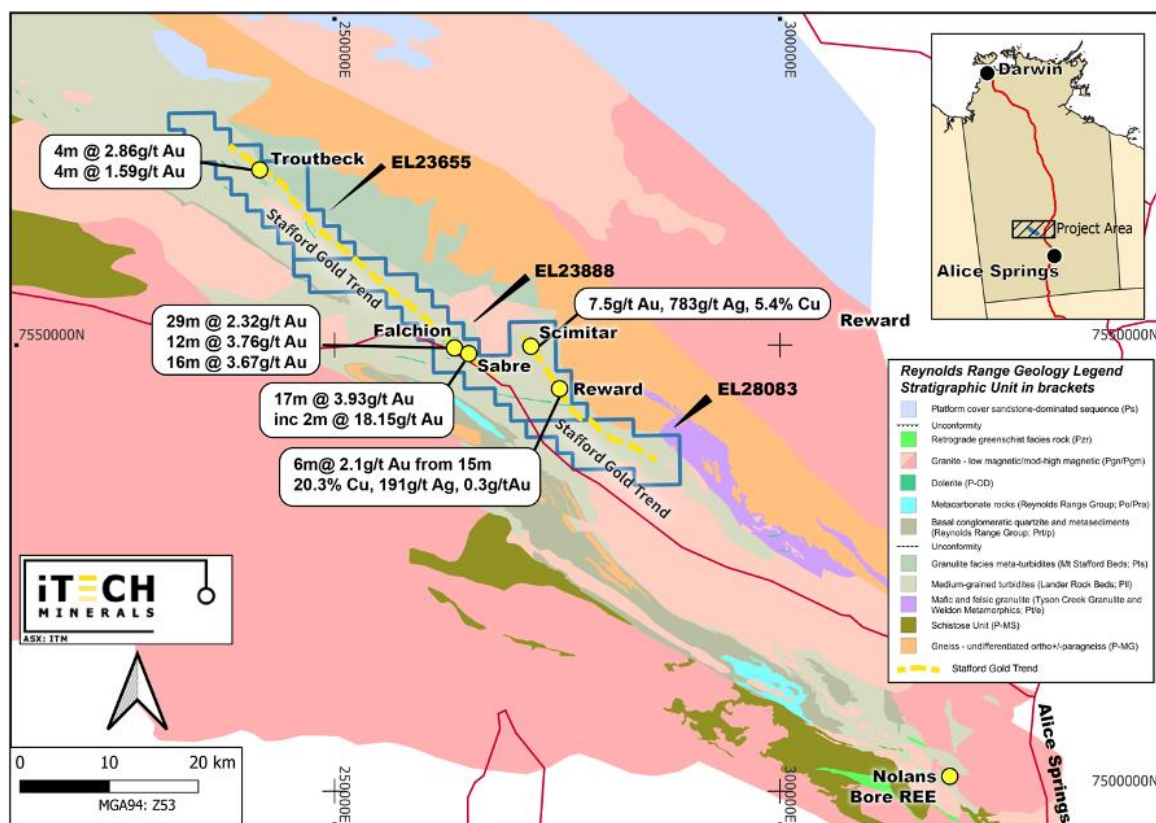 250000E
300000E
Darwin
Project Area
Alice Springs
4m @ 2.86g/t Au
4m @ 1.59g/t Au
Troutbeck
EL23655
Stafford Gold Trend
EL23888
7.5g/t Au, 783g/t Ag, 5.4% Cu
Reward
7550000N
7550000N
29m @ 2.32g/t Au
12m @ 3.76g/t Au
16m @ 3.67g/t Au
Falchion
Sabre
Scimitar
Reward
EL28083
17m @ 3.93g/t Au
inc 2m @ 18.15g/t Au
6m@ 2.1g/t Au from 15m
20.3% Cu, 191g/t Ag, 0.3g/tAu
Stafford Gold Trend
Reynolds Range Geology Legend
Stratigraphic Unit in brackets
Platform cover sandstone-dominated sequence (Ps)
Unconformity
Retrograde greenschist facies rock (Pzr)
Granite - low magnetic/mod-high magnetic (Pgn/Pgm)
Dolerite (P-OD)
Metacarbonate rocks (Reynolds Range Group; Po/Pra)
Basal conglomeratic quartzite and metasediments
(Reynolds Range Group; Prt/p)
Unconformity
Granulite facies meta-turbidites (Mt Stafford Beds; Pls)
Medium-grained turbidites (Lander Rock Beds; Pll)
Mafic and felsic granulite (Tyson Creek Granulite and
Weldon Metamorphics; Pt/e)
Schistose Unit (P-MS)
Gneiss - undifferentiated ortho+/-paragneiss (P-MG)
Stafford Gold Trend
iTECH
MINERALS
ASX: ITM
0 10 20 km
MGA94: Z53
Nolans
Bore REE
Alice Springs
250000E
300000E
7500000N